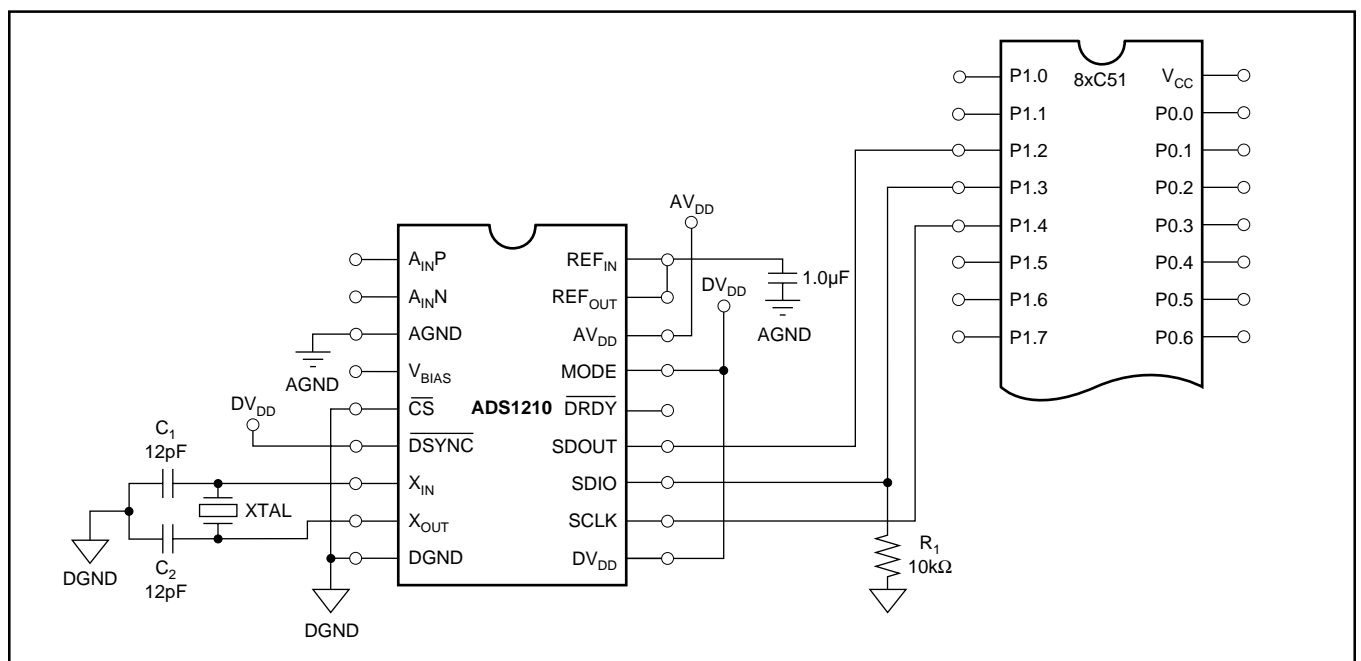 8xC51
P1.0
P1.1
P1.2
P1.3
P1.4
P1.5
P1.6
P1.7
VCC
P0.0
P0.1
P0.2
P0.3
P0.4
P0.5
P0.6
AVDD
DVDD
1.0µF
AGND
ADS1210
AINP
AINN
AGND
VBIAS
CS
DSYNC
XIN
XOUT
DGND
REFIN
REFOUT
AVDD
MODE
DRDY
SDOUT
SDIO
SCLK
DVDD
AGND
DVDD
C1
12pF
XTAL
C2
12pF
DGND
DGND
R1
10kΩ